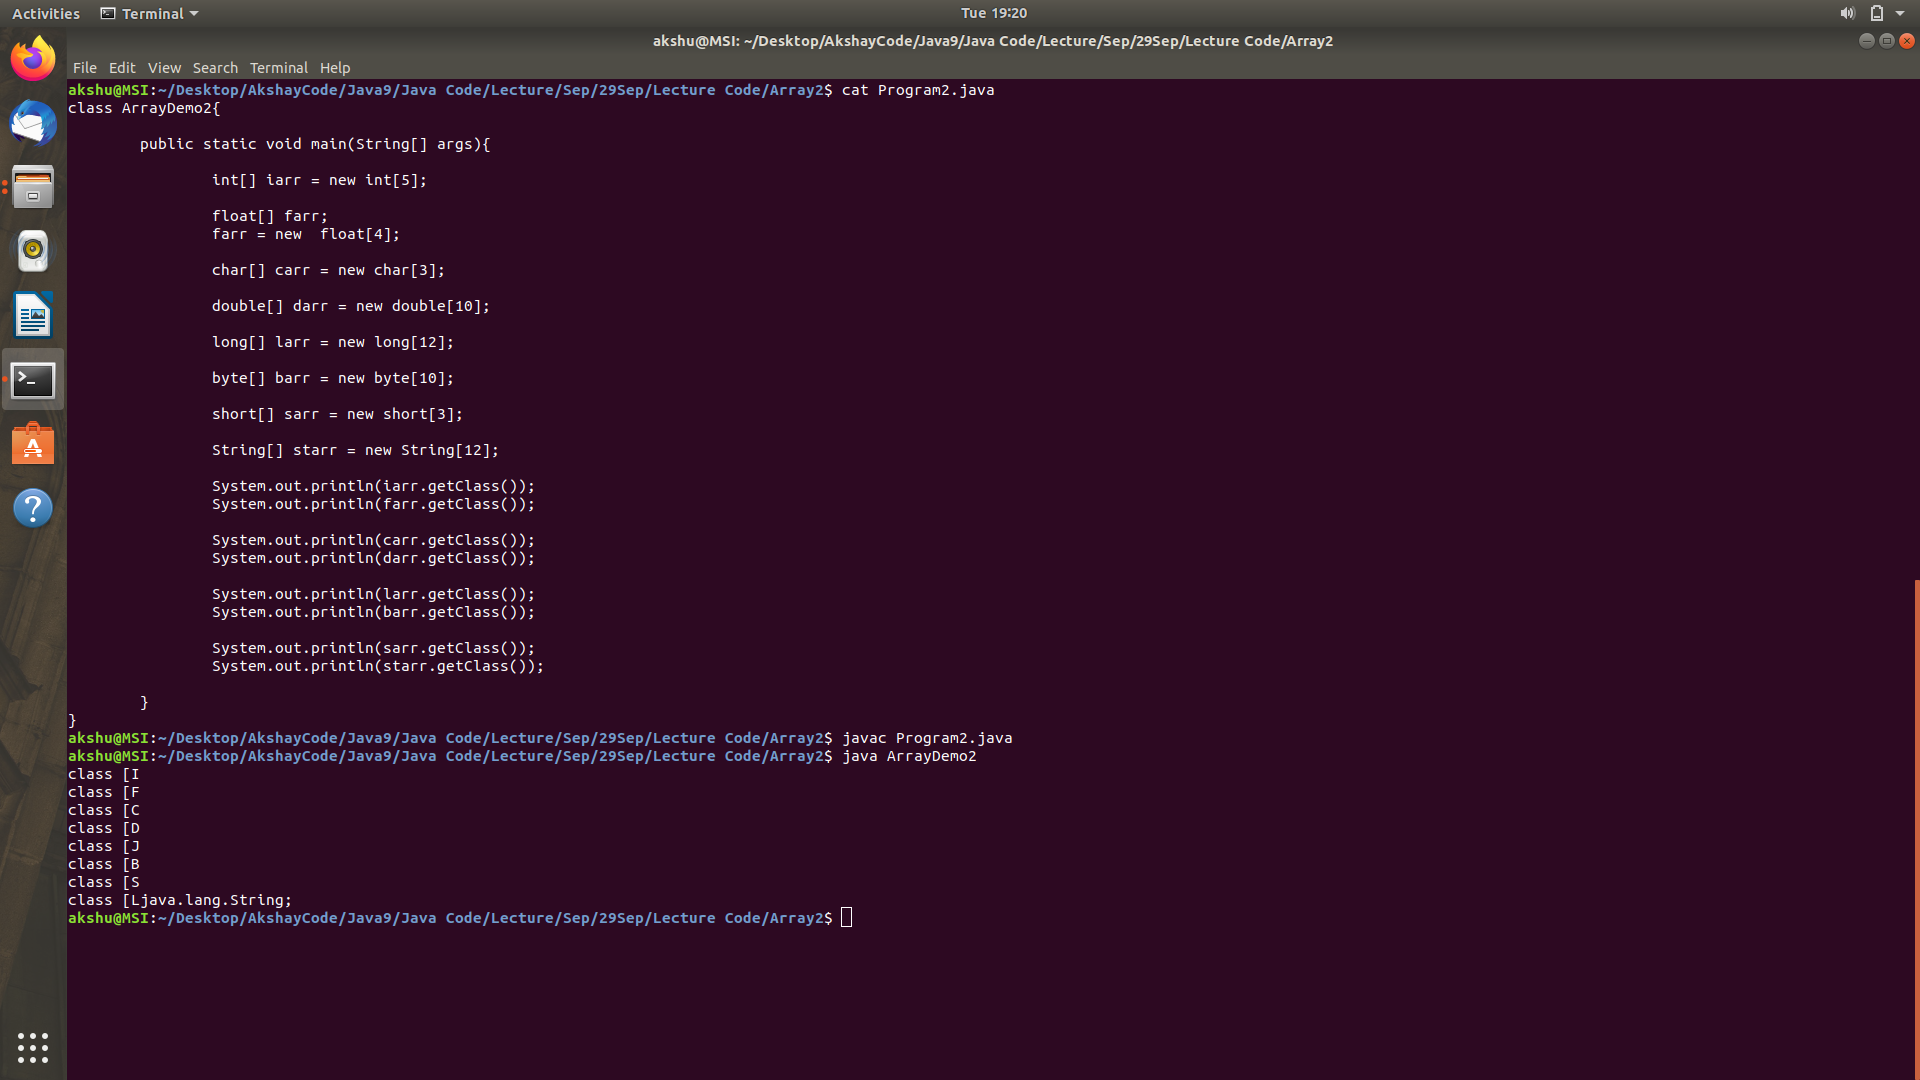 Activities Terminal Tue 19:20
akshu@MSI: ~/Desktop/AkshayCode/Java9/Java Code/Lecture/Sep/29Sep/Lecture Code/Array2
File Edit View Search Terminal Help
akshu@MSI:~/Desktop/AkshayCode/Java9/Java Code/Lecture/Sep/29Sep/Lecture Code/Array2$ cat Program2.java
class ArrayDemo2{
public static void main(String[] args){
int[] iarr = new int[5];
float[] farr;
farr = new  float[4];
char[] carr = new char[3];
double[] darr = new double[10];
long[] larr = new long[12];
byte[] barr = new byte[10];
short[] sarr = new short[3];
String[] starr = new String[12];
System.out.println(iarr.getClass());
System.out.println(farr.getClass());
System.out.println(carr.getClass());
System.out.println(darr.getClass());
System.out.println(larr.getClass());
System.out.println(barr.getClass());
System.out.println(sarr.getClass());
System.out.println(starr.getClass());
}
}
akshu@MSI:~/Desktop/AkshayCode/Java9/Java Code/Lecture/Sep/29Sep/Lecture Code/Array2$ javac Program2.java
akshu@MSI:~/Desktop/AkshayCode/Java9/Java Code/Lecture/Sep/29Sep/Lecture Code/Array2$ java ArrayDemo2
class [I
class [F
class [C
class [D
class [J
class [B
class [S
class [Ljava.lang.String;
akshu@MSI:~/Desktop/AkshayCode/Java9/Java Code/Lecture/Sep/29Sep/Lecture Code/Array2$